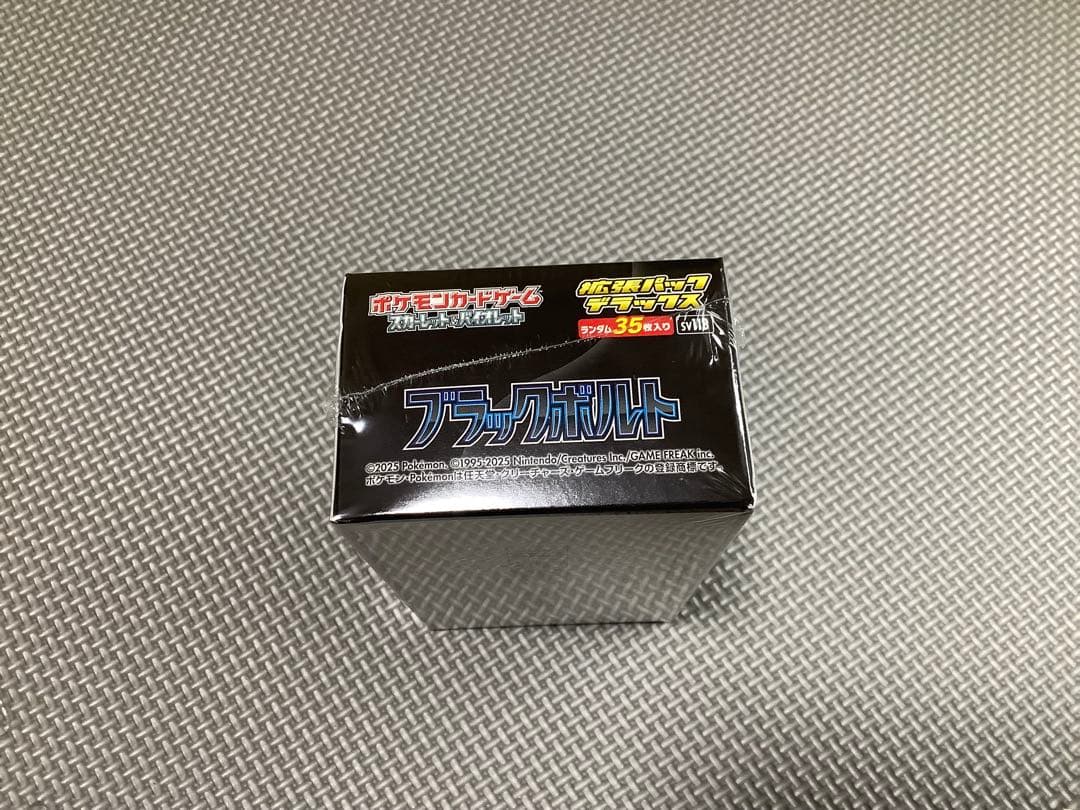 ポケモンカードゲーム
スカーレット&バイオレット
拡張パック
デラックス
ランダム35枚入り
SV11B
ブラックボルト
©2025 Pokémon. ©1995-2025 Nintendo/Creatures Inc./GAME FREAK inc.
ポケモン・Pokémonは任天堂・クリーチャーズ・ゲームフリークの登録商標です。